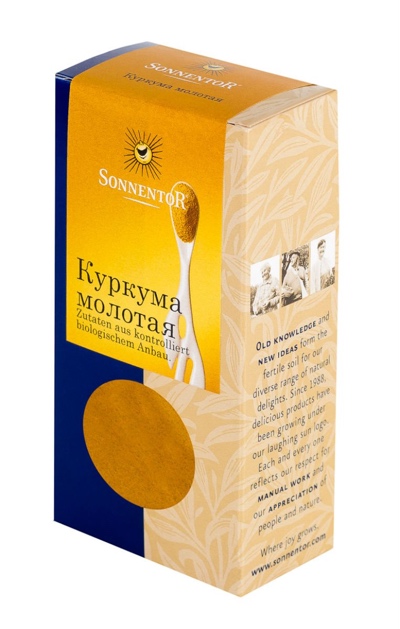 SONNENTOR®
Куркума молотая
SONNENTOR®
Куркума
молотая
Zutaten aus kontrolliert
biologischem Anbau.
OLD KNOWLEDGE and
NEW IDEAS form the
fertile soil for our
diverse range of natural
delights. Since 1988,
delicious products have
been growing under
our laughing sun logo.
Each and every one
reflects our respect for
MANUAL WORK and
our APPRECIATION of
people and nature.
Where joy grows.
www.sonnentor.com